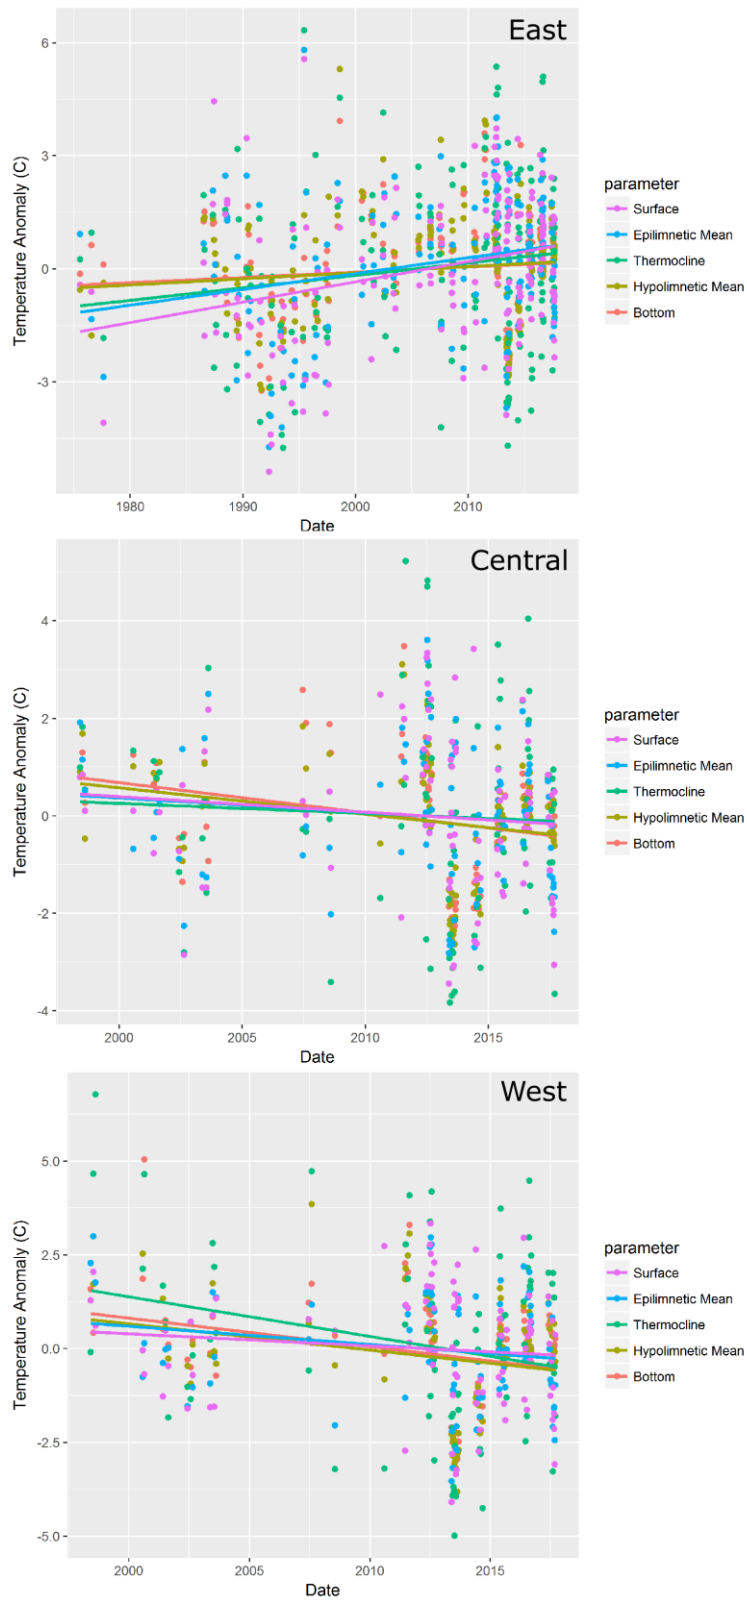 East
6
3
0
-3
1980 1990 2000 2010
Date
Temperature Anomaly (C)
parameter
Surface
Epilimnetic Mean
Thermocline
Hypolimnetic Mean
Bottom
Central
4
2
0
-2
-4
2000 2005 2010 2015
Date
Temperature Anomaly (C)
parameter
Surface
Epilimnetic Mean
Thermocline
Hypolimnetic Mean
Bottom
West
5.0
2.5
0.0
-2.5
-5.0
2000 2005 2010 2015
Date
Temperature Anomaly (C)
parameter
Surface
Epilimnetic Mean
Thermocline
Hypolimnetic Mean
Bottom